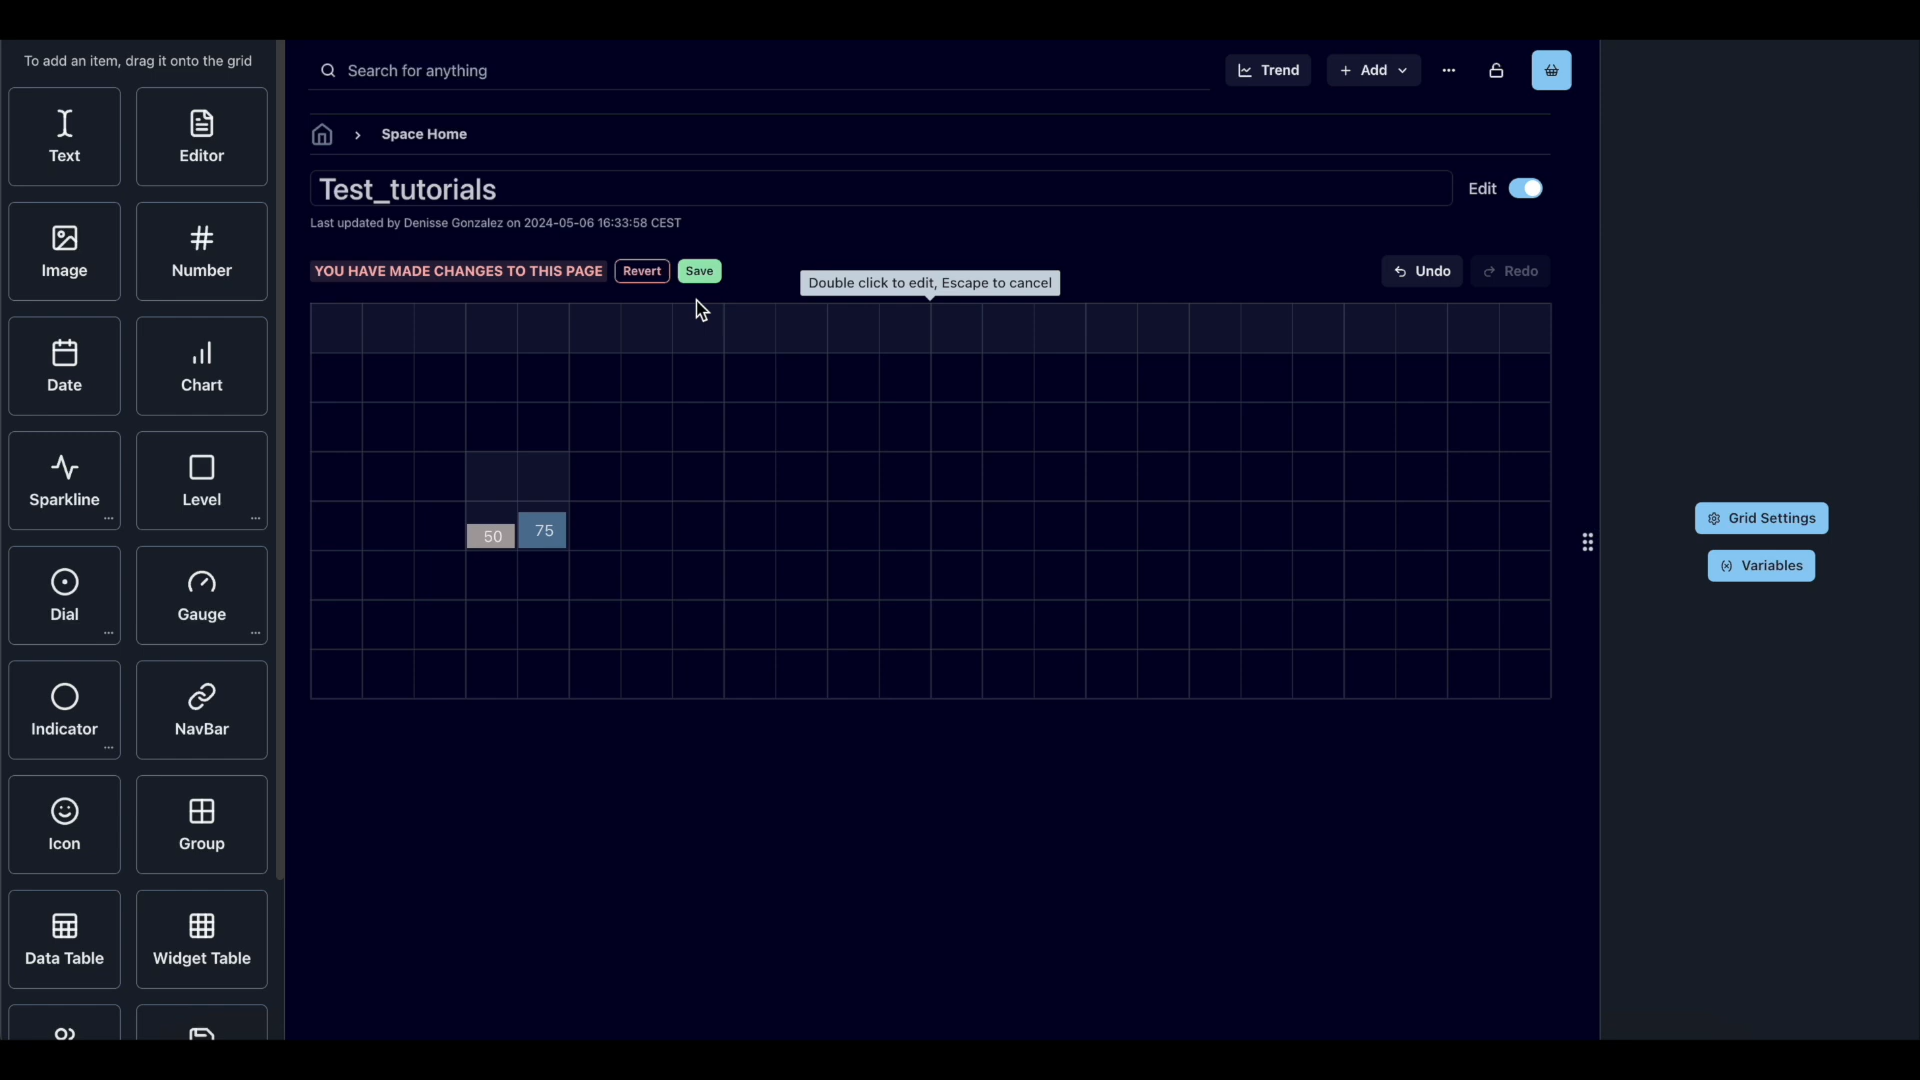 To add an item, drag it onto the grid
Search for anything
Trend
Add
Space Home
Test_tutorials
Edit
Last updated by Denisse Gonzalez on 2024-05-06 16:33:58 CEST
YOU HAVE MADE CHANGES TO THIS PAGE
Revert
Save
Double click to edit, Escape to cancel
Undo
Redo
Text
Editor
Image
Number
Date
Chart
Sparkline
Level
Dial
Gauge
Indicator
NavBar
Icon
Group
Data Table
Widget Table
50
75
Grid Settings
Variables